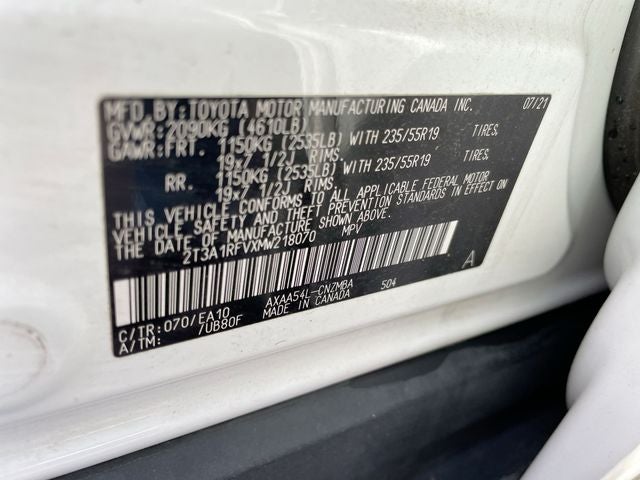 MFD.BY:TOYOTA MOTOR MANUFACTURING CANADA INC. 07/21
GVWR:2090KG (4610LB)
GAWR:FRT. 1150KG (2535LB) WITH 235/55R19 TIRES.
19x7 1/2J RIMS.
RR. 1150KG (2535LB) WITH 235/55R19 TIRES.
19x7 1/2J RIMS.
THIS VEHICLE CONFORMS TO ALL APPLICABLE FEDERAL MOTOR
VEHICLE SAFETY AND THEFT PREVENTION STANDARDS IN EFFECT ON
THE DATE OF MANUFACTURE SHOWN ABOVE.
2T3A1RFVXMW218070 MPV
A
C/TR:070/EA10 AXAA54L-CNZMBA 504
A/TM: 7UB80F MADE IN CANADA